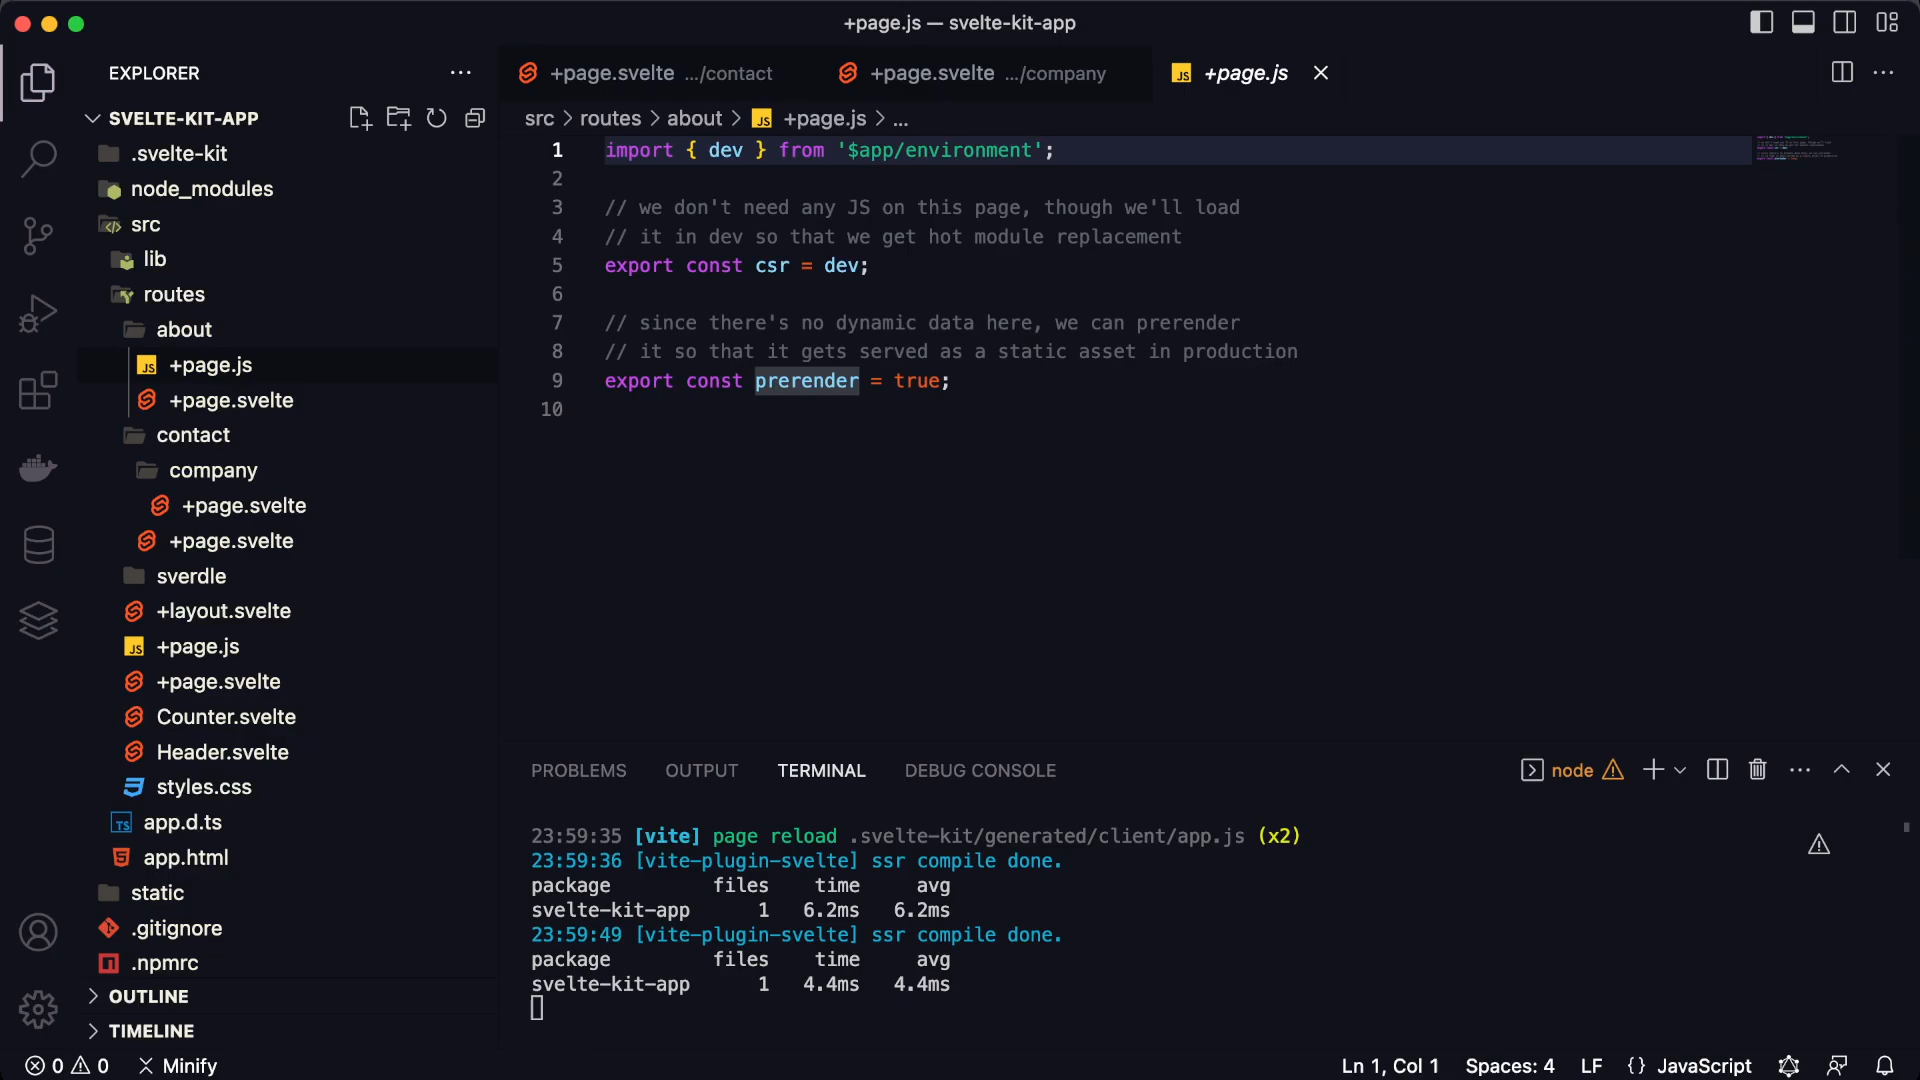 +page.js — svelte-kit-app
EXPLORER
SVELTE-KIT-APP
.svelte-kit
node_modules
src
lib
routes
about
+page.js
+page.svelte
contact
company
+page.svelte
+page.svelte
sverdle
+layout.svelte
+page.js
+page.svelte
Counter.svelte
Header.svelte
styles.css
app.d.ts
app.html
static
.gitignore
.npmrc
OUTLINE
TIMELINE
+page.svelte .../contact
+page.svelte .../company
+page.js
src > routes > about > JS +page.js > ...
1 import { dev } from '$app/environment';
2
3 // we don't need any JS on this page, though we'll load
4 // it in dev so that we get hot module replacement
5 export const csr = dev;
6
7 // since there's no dynamic data here, we can prerender
8 // it so that it gets served as a static asset in production
9 export const prerender = true;
10
PROBLEMS OUTPUT TERMINAL DEBUG CONSOLE
node
23:59:35 [vite] page reload .svelte-kit/generated/client/app.js (x2)
23:59:36 [vite-plugin-svelte] ssr compile done.
package files time avg
svelte-kit-app 1 6.2ms 6.2ms
23:59:49 [vite-plugin-svelte] ssr compile done.
package files time avg
svelte-kit-app 1 4.4ms 4.4ms
0 0 Minify
Ln 1, Col 1 Spaces: 4 LF {} JavaScript